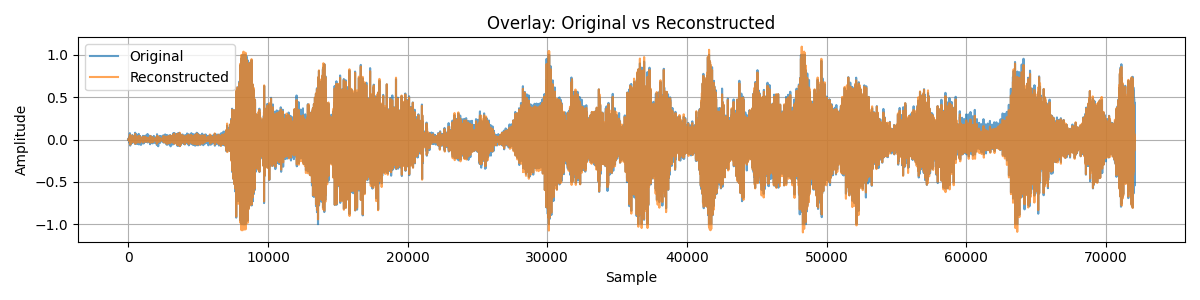 Overlay: Original vs Reconstructed
Original
Reconstructed
Amplitude
1.0
0.5
0.0
−0.5
−1.0
0 10000 20000 30000 40000 50000 60000 70000
Sample